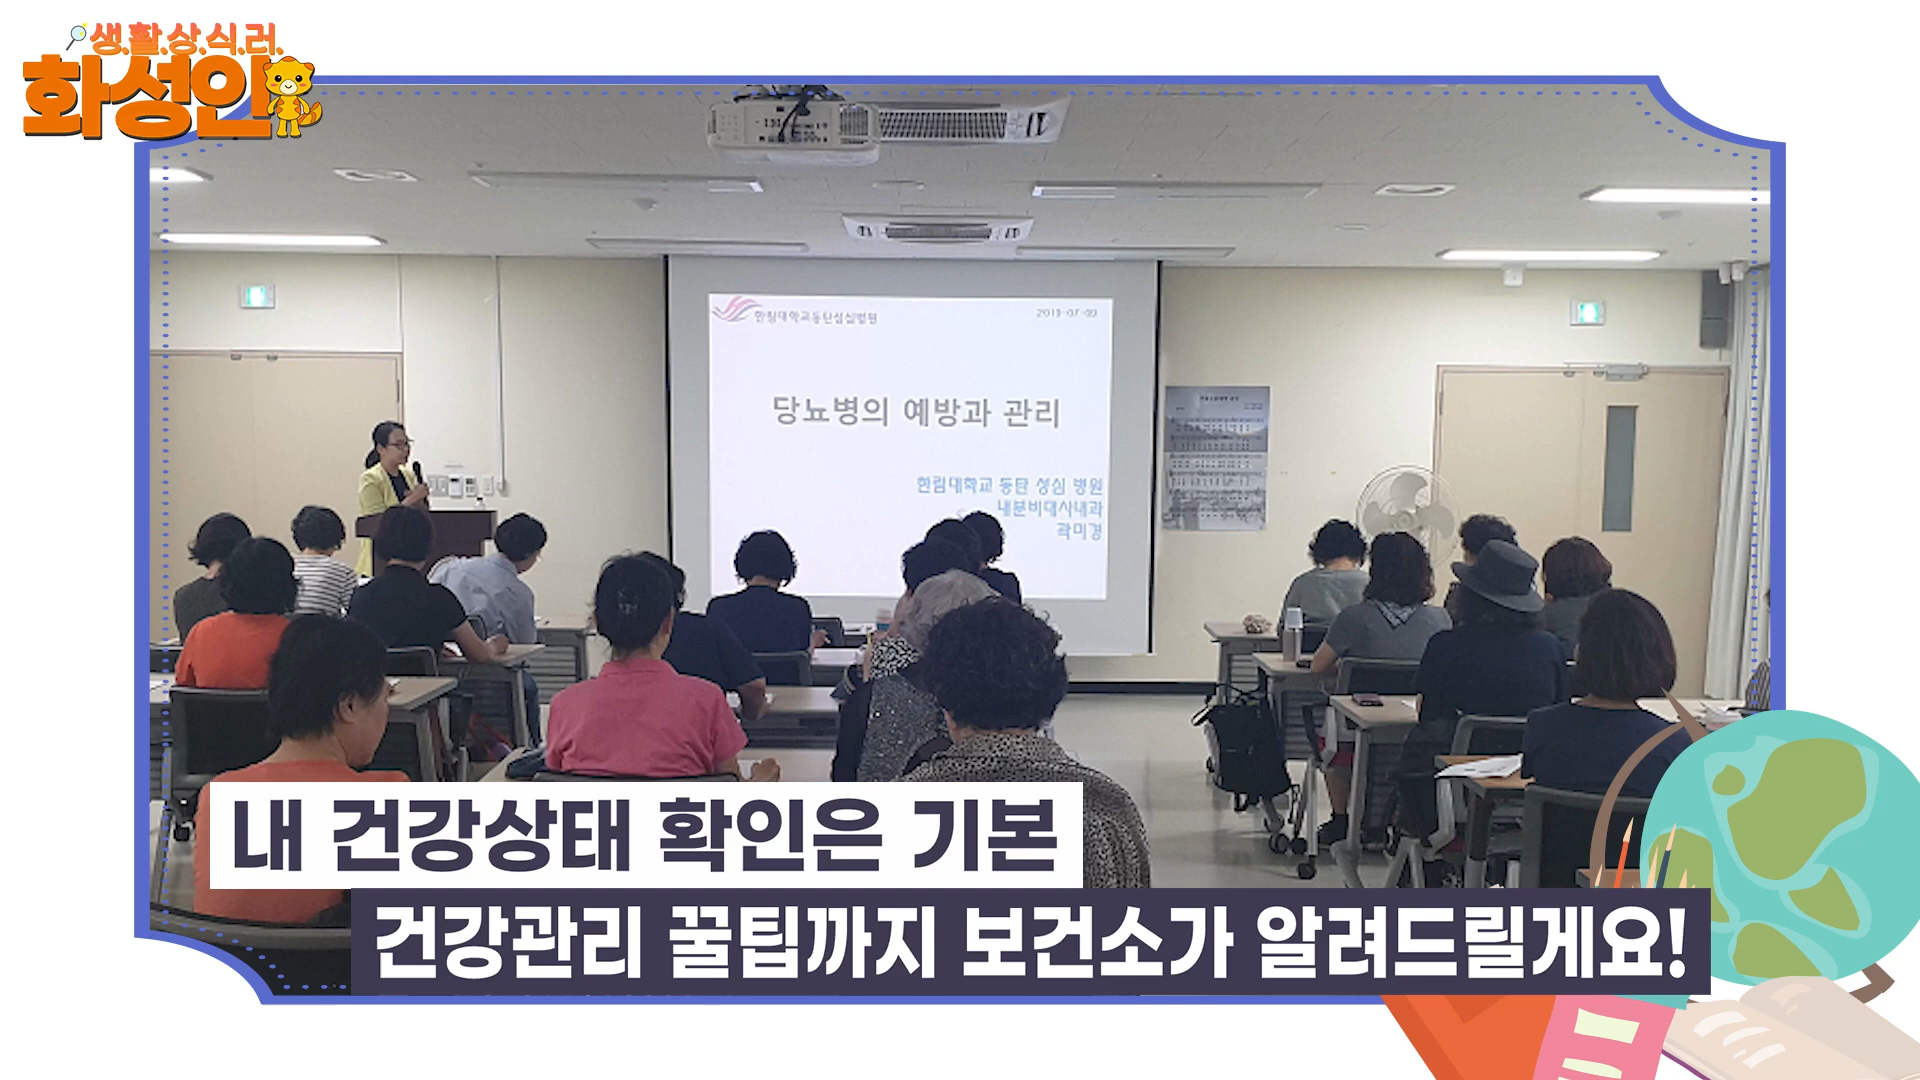 생.활.상.식.러.
화성인
한림대학교동탄성심병원
2019-07-09
당뇨병의 예방과 관리
한림대학교 동탄 성심 병원
내분비대사내과
곽미경
내 건강상태 확인은 기본
건강관리 꿀팁까지 보건소가 알려드릴게요!